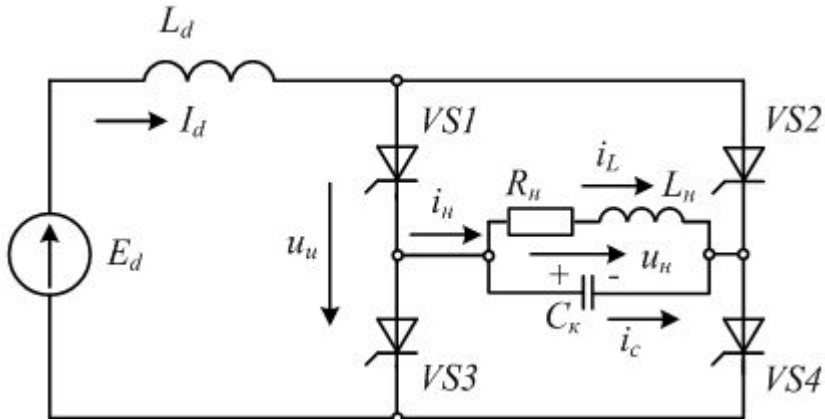 L_d
I_d
VS1
VS2
i_L
R_н
L_н
i_н
E_d
u_и
u_н
+ -
C_к
i_c
VS3
VS4